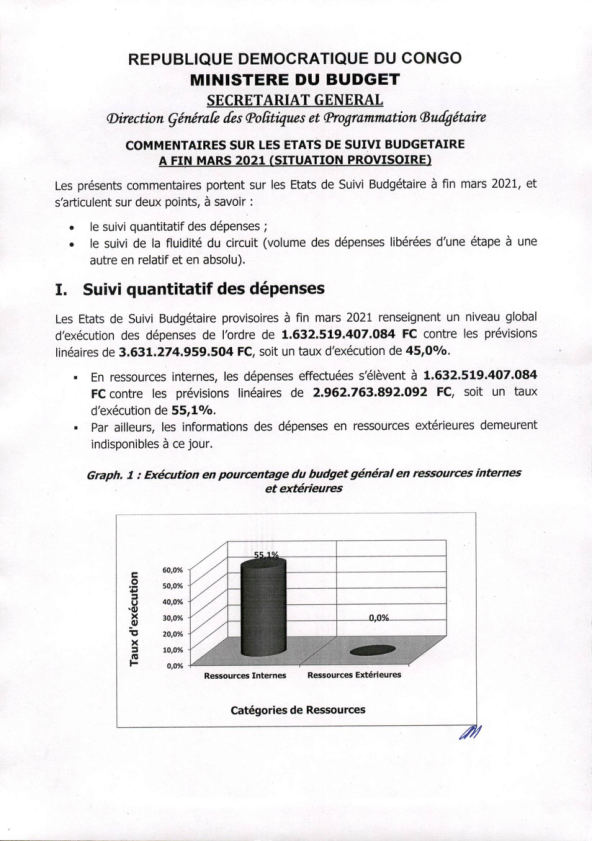 REPUBLIQUE DEMOCRATIQUE DU CONGO
MINISTERE DU BUDGET
SECRETARIAT GENERAL
Direction Générale des Politiques et Programmation Budgétaire
COMMENTAIRES SUR LES ETATS DE SUIVI BUDGETAIRE
A FIN MARS 2021 (SITUATION PROVISOIRE)
Les présents commentaires portent sur les Etats de Suivi Budgétaire à fin mars 2021, et
s'articulent sur deux points, à savoir :
• le suivi quantitatif des dépenses ;
• le suivi de la fluidité du circuit (volume des dépenses libérées d'une étape à une
autre en relatif et en absolu).
I. Suivi quantitatif des dépenses
Les Etats de Suivi Budgétaire provisoires à fin mars 2021 renseignent un niveau global
d'exécution des dépenses de l'ordre de 1.632.519.407.084 FC contre les prévisions
linéaires de 3.631.274.959.504 FC, soit un taux d'exécution de 45,0%.
▪ En ressources internes, les dépenses effectuées s'élèvent à 1.632.519.407.084
FC contre les prévisions linéaires de 2.962.763.892.092 FC, soit un taux
d'exécution de 55,1%.
▪ Par ailleurs, les informations des dépenses en ressources extérieures demeurent
indisponibles à ce jour.
Graph. 1 : Exécution en pourcentage du budget général en ressources internes
et extérieures
Taux d'exécution
60,0%
50,0%
40,0%
30,0%
20,0%
10,0%
0,0%
55,1%
0,0%
Ressources Internes Ressources Extérieures
Catégories de Ressources